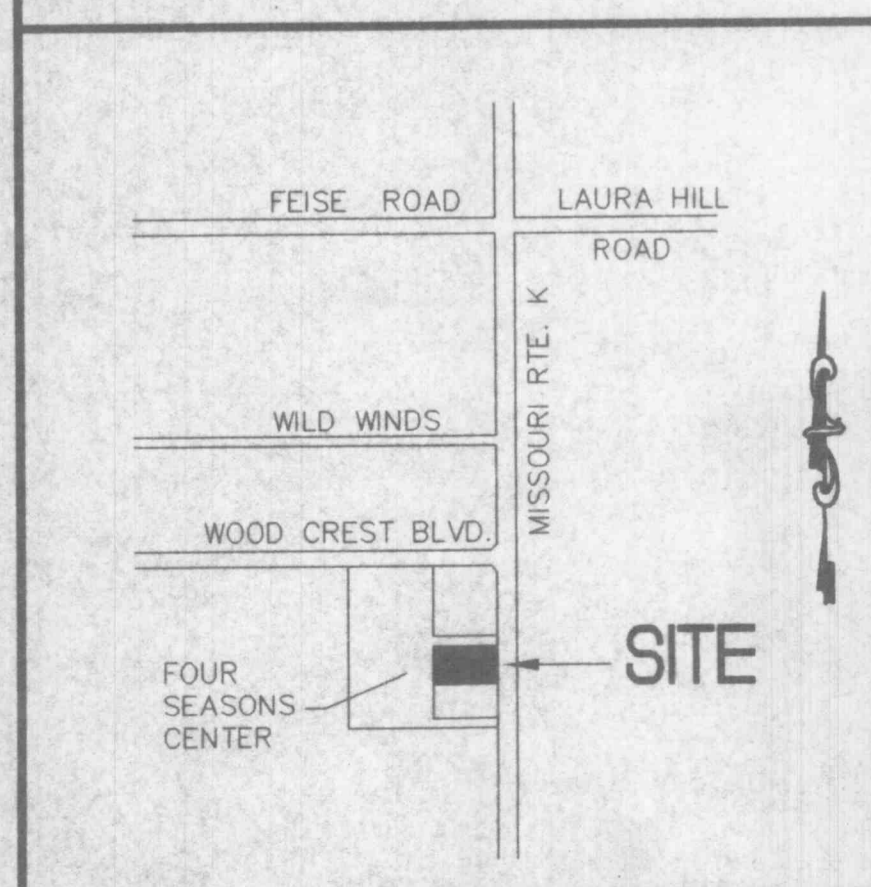 FEISE ROAD
LAURA HILL
ROAD
MISSOURI RTE. K
WILD WINDS
WOOD CREST BLVD.
SITE
FOUR
SEASONS
CENTER